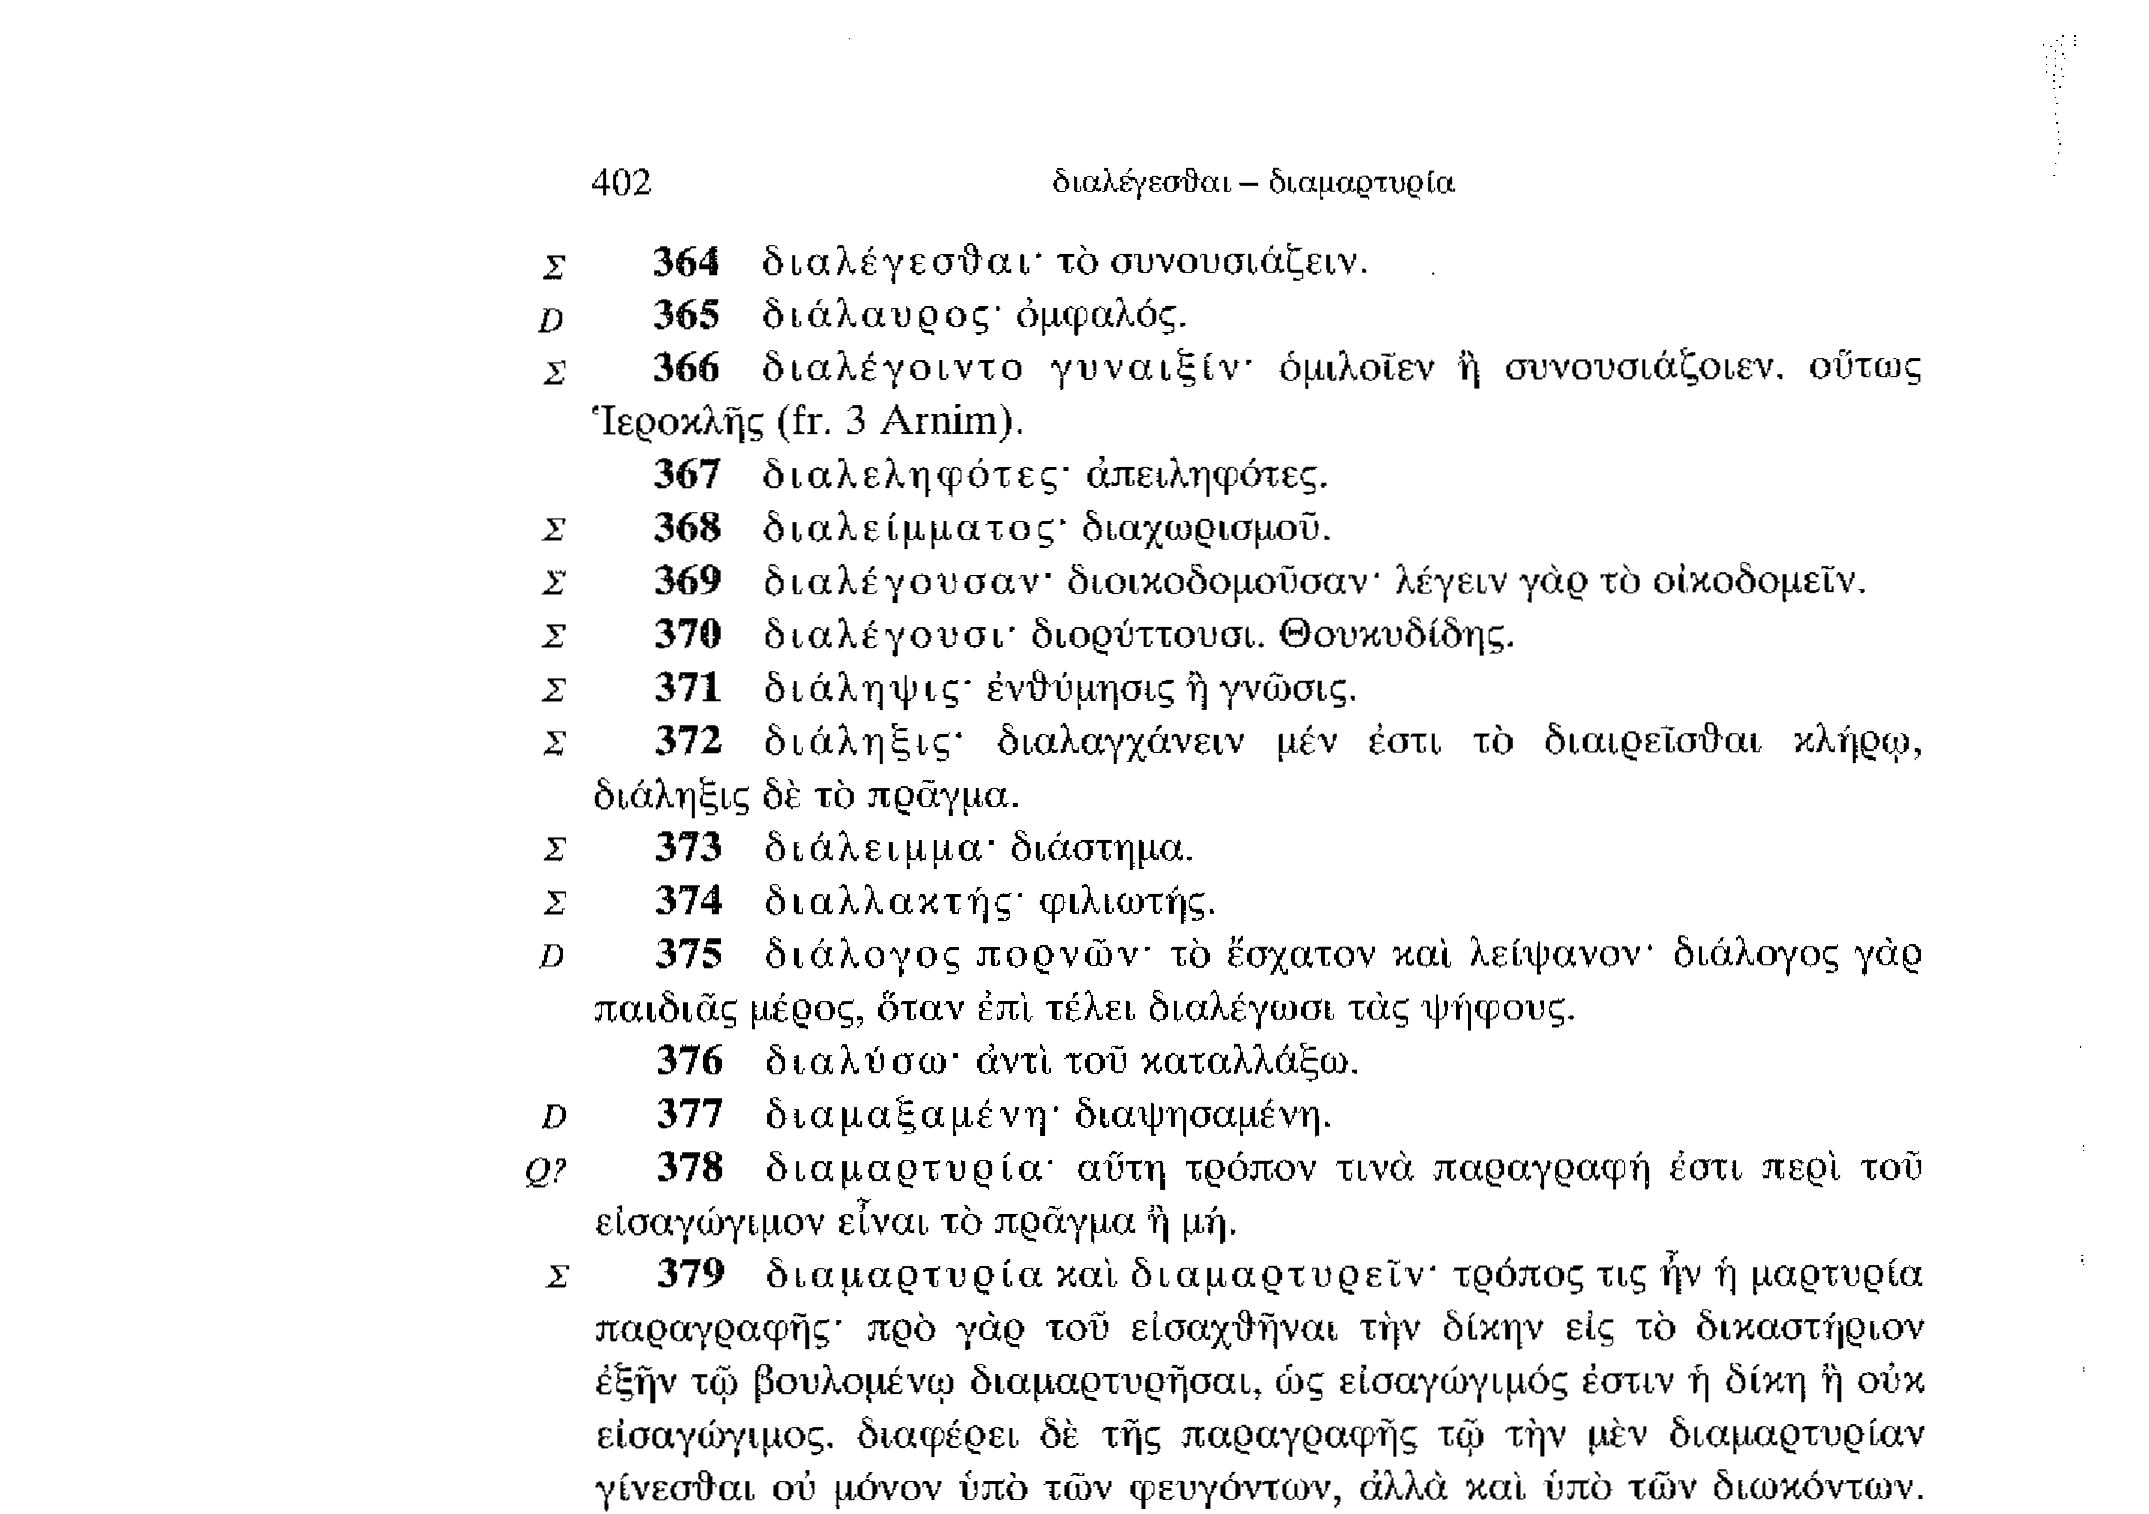 402 διαλέγεσθαι – διαμαρτυρία
Σ 364 διαλέγεσθαι· τὸ συνουσιάζειν.
D 365 διάλαυρος· ὀμφαλός.
Σ 366 διαλέγοιντο γυναιξίν· ὁμιλοῖεν ἢ συνουσιάζοιεν. οὕτως
Ἱεροκλῆς (fr. 3 Arnim).
367 διαλεληφότες· ἀπειληφότες.
Σ 368 διαλείμματος· διαχωρισμοῦ.
Σ 369 διαλέγουσαν· διοικοδομοῦσαν· λέγειν γὰρ τὸ οἰκοδομεῖν.
Σ 370 διαλέγουσι· διορύττουσι. Θουκυδίδης.
Σ 371 διάληψις· ἐνθύμησις ἢ γνῶσις.
Σ 372 διάληξις· διαλαγχάνειν μέν ἐστι τὸ διαιρεῖσθαι κλήρῳ,
διάληξις δὲ τὸ πρᾶγμα.
Σ 373 διάλειμμα· διάστημα.
Σ 374 διαλλακτής· φιλιωτής.
D 375 διάλογος πορνῶν· τὸ ἔσχατον καὶ λείψανον· διάλογος γὰρ
παιδιᾶς μέρος, ὅταν ἐπὶ τέλει διαλέγωσι τὰς ψήφους.
376 διαλύσω· ἀντὶ τοῦ καταλλάξω.
D 377 διαμαξαμένη· διαψησαμένη.
Q? 378 διαμαρτυρία· αὕτη τρόπον τινὰ παραγραφή ἐστι περὶ τοῦ
εἰσαγώγιμον εἶναι τὸ πρᾶγμα ἢ μή.
Σ 379 διαμαρτυρία καὶ διαμαρτυρεῖν· τρόπος τις ἦν ἡ μαρτυρία
παραγραφῆς· πρὸ γὰρ τοῦ εἰσαχθῆναι τὴν δίκην εἰς τὸ δικαστήριον
ἐξῆν τῷ βουλομένῳ διαμαρτυρῆσαι, ὡς εἰσαγώγιμός ἐστιν ἡ δίκη ἢ οὐκ
εἰσαγώγιμος. διαφέρει δὲ τῆς παραγραφῆς τῷ τὴν μὲν διαμαρτυρίαν
γίνεσθαι οὐ μόνον ὑπὸ τῶν φευγόντων, ἀλλὰ καὶ ὑπὸ τῶν διωκόντων.